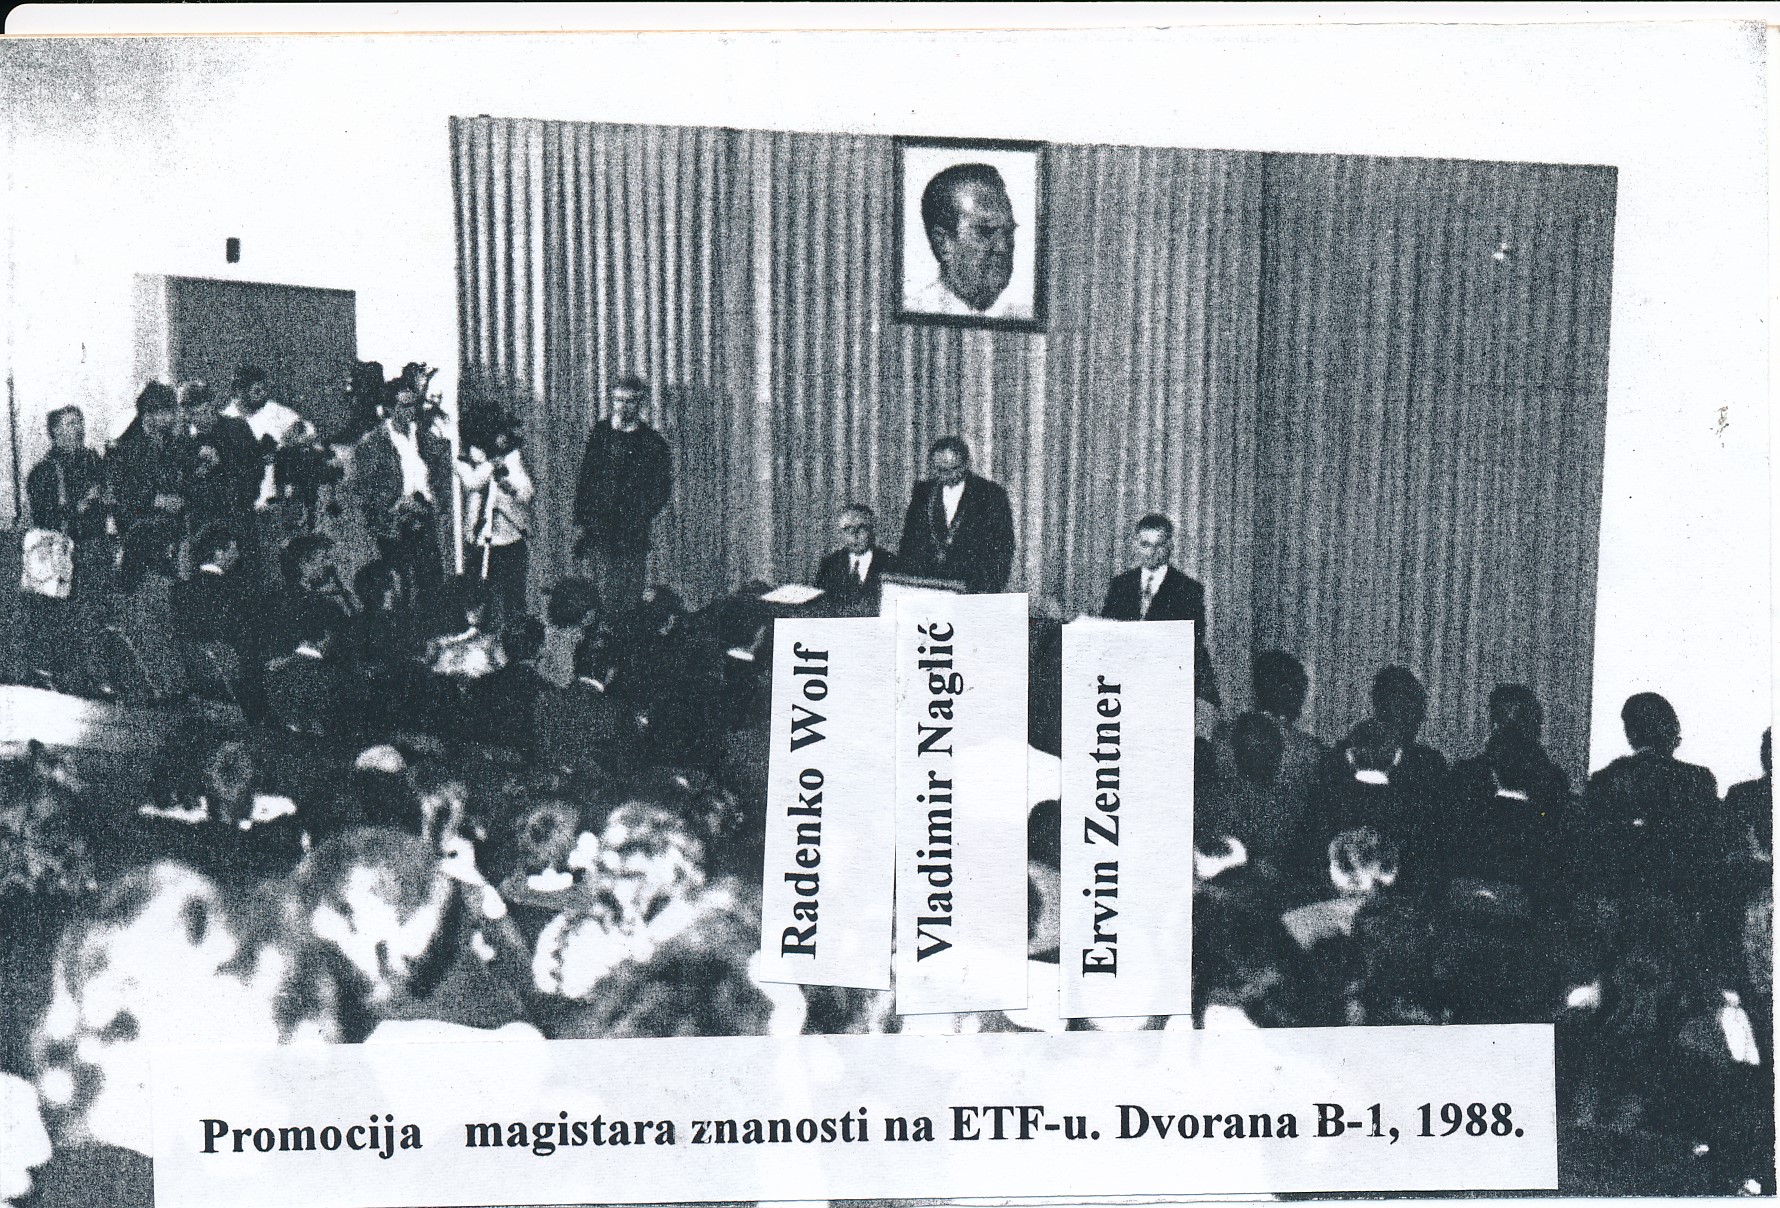 Radenko Wolf
Vladimir Naglić
Ervin Zentner
Promocija magistara znanosti na ETF-u. Dvorana B-1, 1988.